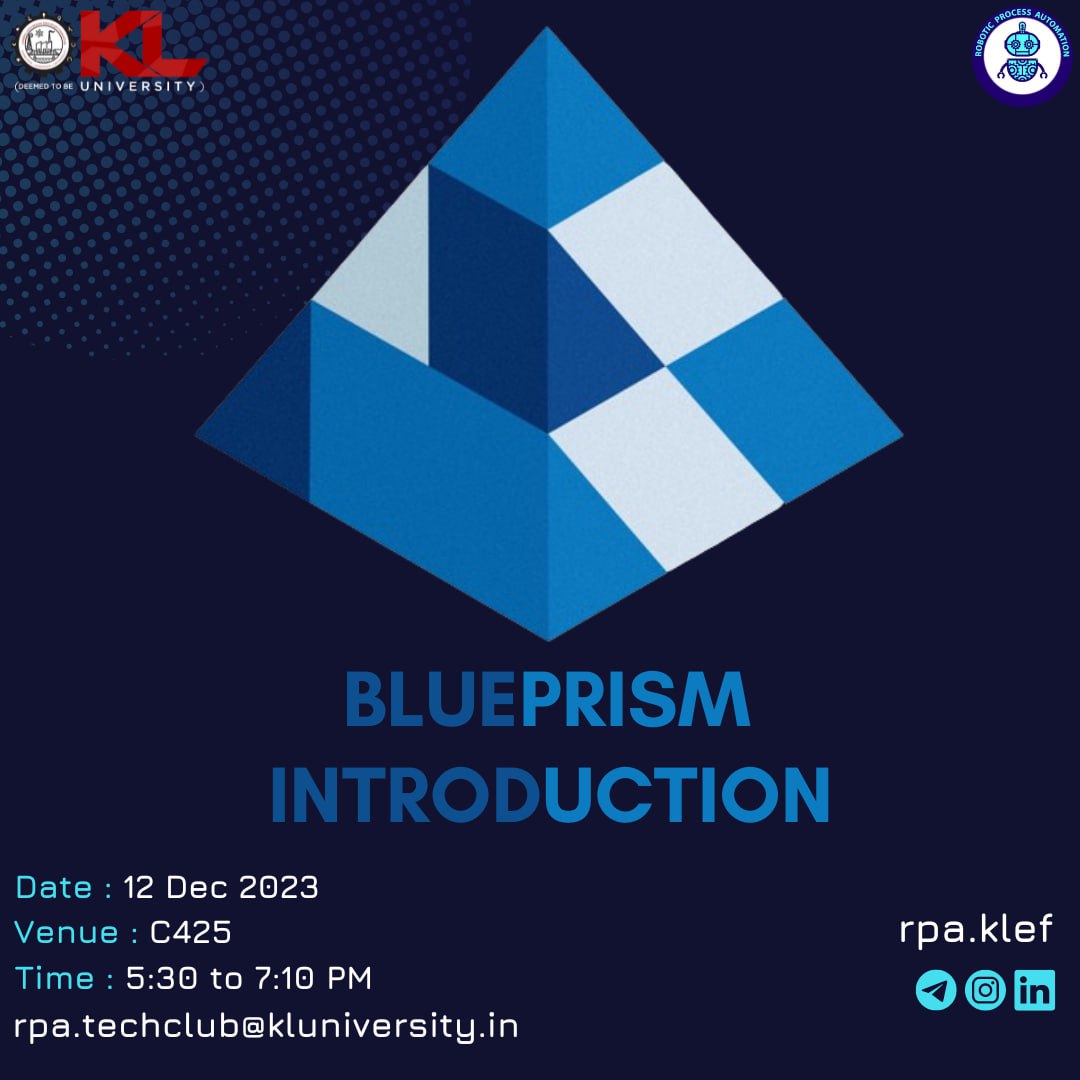 KL
(DEEMED TO BE UNIVERSITY)
ROBOTIC PROCESS AUTOMATION
BLUEPRISM
INTRODUCTION
Date : 12 Dec 2023
Venue : C425
Time : 5:30 to 7:10 PM
rpa.techclub@kluniversity.in
rpa.klef
in